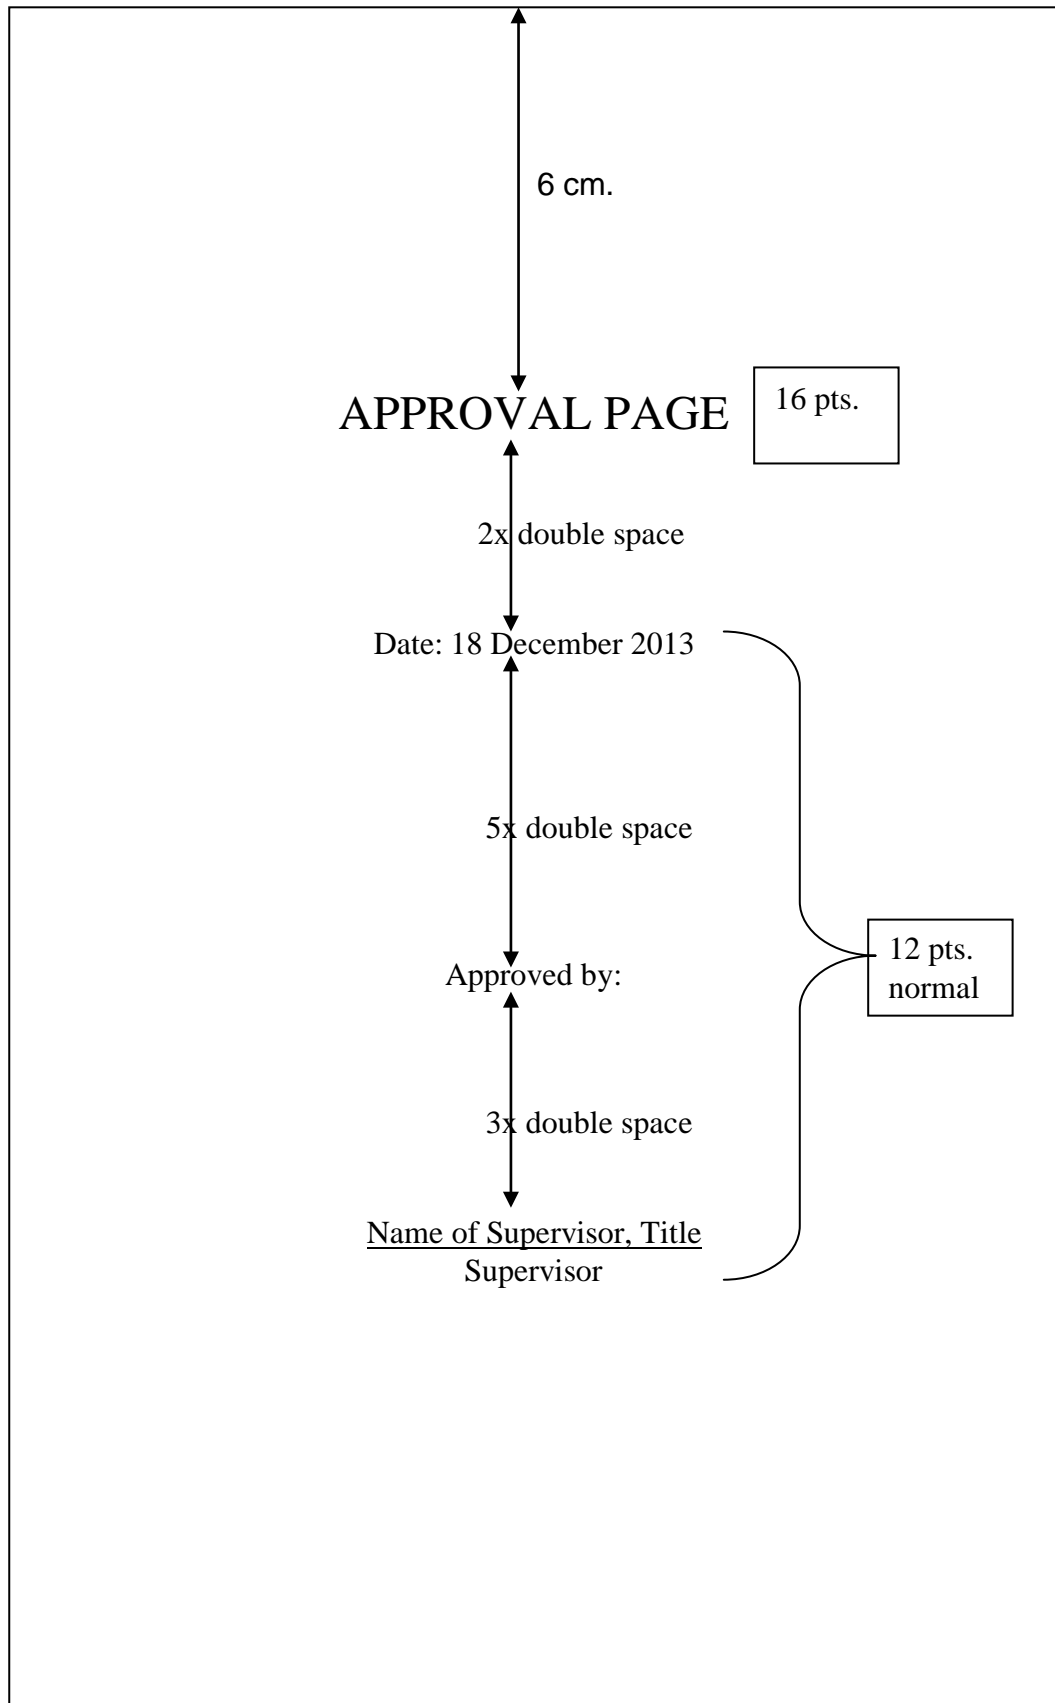 6 cm.
APPROVAL PAGE
16 pts.
2x double space
Date: 18 December 2013
5x double space
12 pts.
normal
Approved by:
3x double space
Name of Supervisor, Title
Supervisor